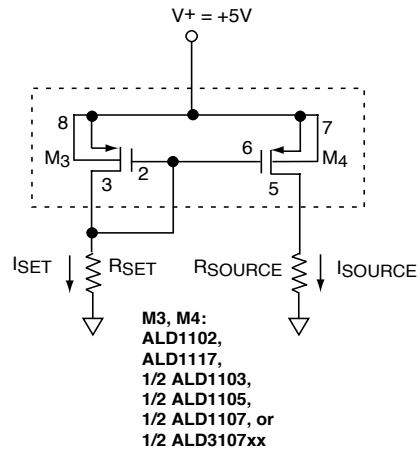 V+ = +5V
8
7
M3
2
6
M4
3
5
ISET
RSET
RSOURCE
ISOURCE
M3, M4:
ALD1102,
ALD1117,
1/2 ALD1103,
1/2 ALD1105,
1/2 ALD1107, or
1/2 ALD3107xx